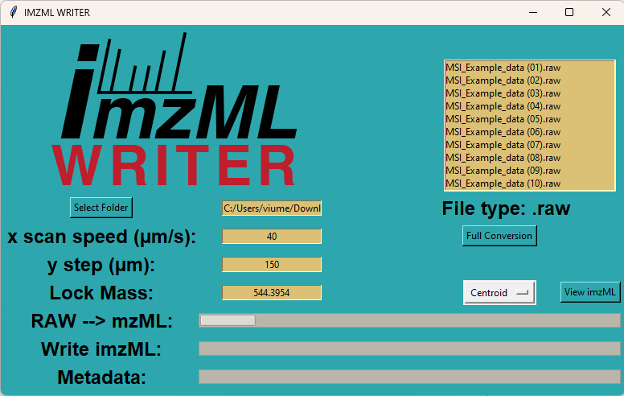 IMZML WRITER
imzML
WRITER
MSI_Example_data (01).raw
MSI_Example_data (02).raw
MSI_Example_data (03).raw
MSI_Example_data (04).raw
MSI_Example_data (05).raw
MSI_Example_data (06).raw
MSI_Example_data (07).raw
MSI_Example_data (08).raw
MSI_Example_data (09).raw
MSI_Example_data (10).raw
Select Folder
C:/Users/viume/Downl
File type: .raw
x scan speed (µm/s):
40
Full Conversion
y step (µm):
150
Lock Mass:
544.3954
Centroid
View imzML
RAW --> mzML:
Write imzML:
Metadata: